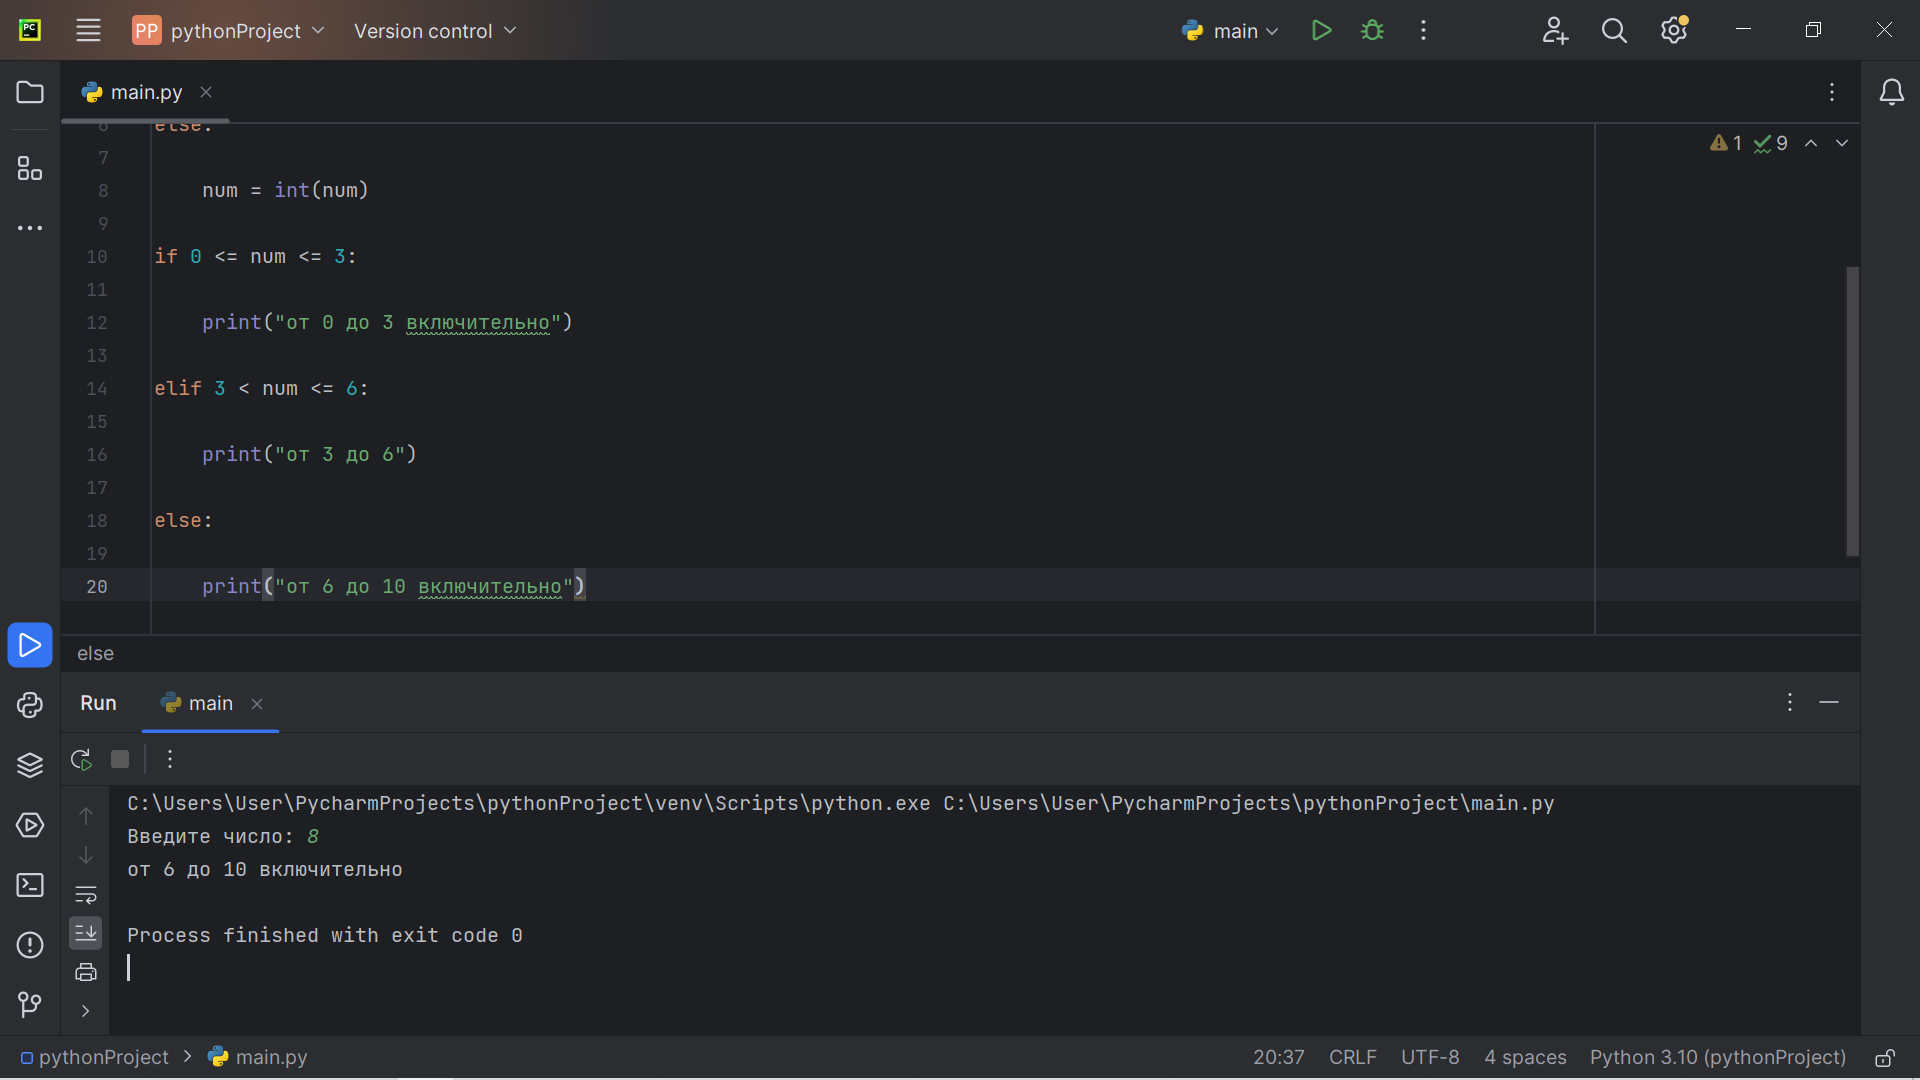 PC
PP pythonProject Version control main
main.py
1 9
6 else:
7
8 num = int(num)
9
10 if 0 <= num <= 3:
11
12 print("от 0 до 3 включительно")
13
14 elif 3 < num <= 6:
15
16 print("от 3 до 6")
17
18 else:
19
20 print("от 6 до 10 включительно")
else
Run main
C:\Users\User\PycharmProjects\pythonProject\venv\Scripts\python.exe C:\Users\User\PycharmProjects\pythonProject\main.py
Введите число: 8
от 6 до 10 включительно
Process finished with exit code 0
pythonProject > main.py 20:37 CRLF UTF-8 4 spaces Python 3.10 (pythonProject)